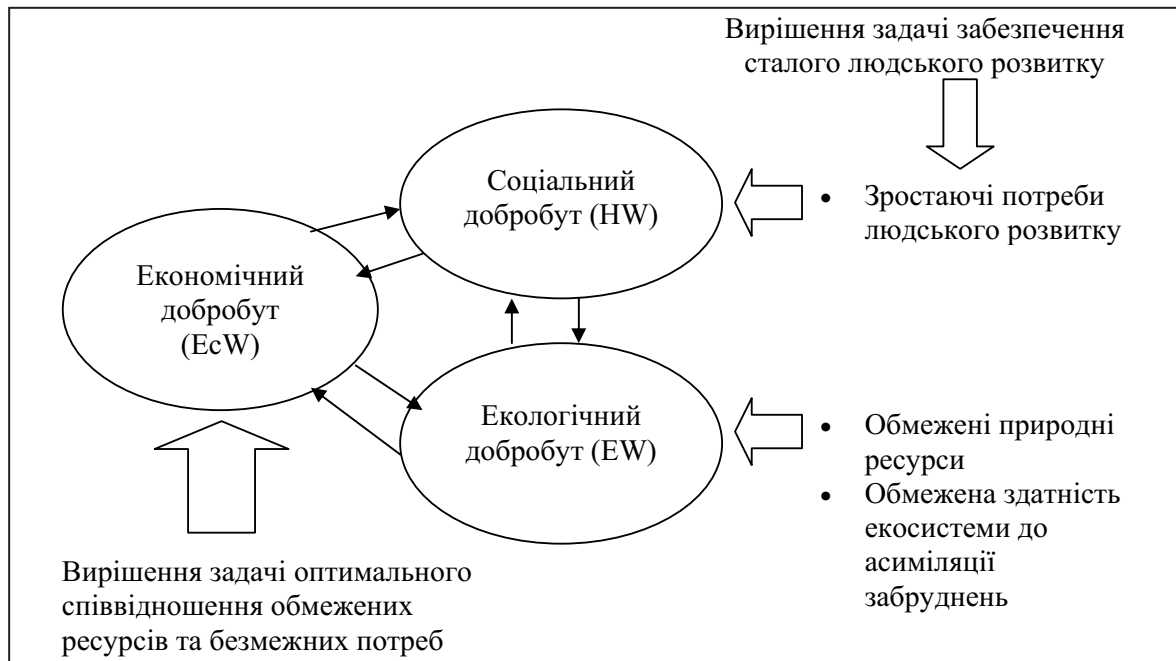 Вирішення задачі забезпечення
сталого людського розвитку
Соціальний
добробут (HW)
• Зростаючі потреби
людського розвитку
Економічний
добробут
(EcW)
Екологічний
добробут (EW)
• Обмежені природні
ресурси
• Обмежена здатність
екосистеми до
асиміляції
забруднень
Вирішення задачі оптимального
співвідношення обмежених
ресурсів та безмежних потреб